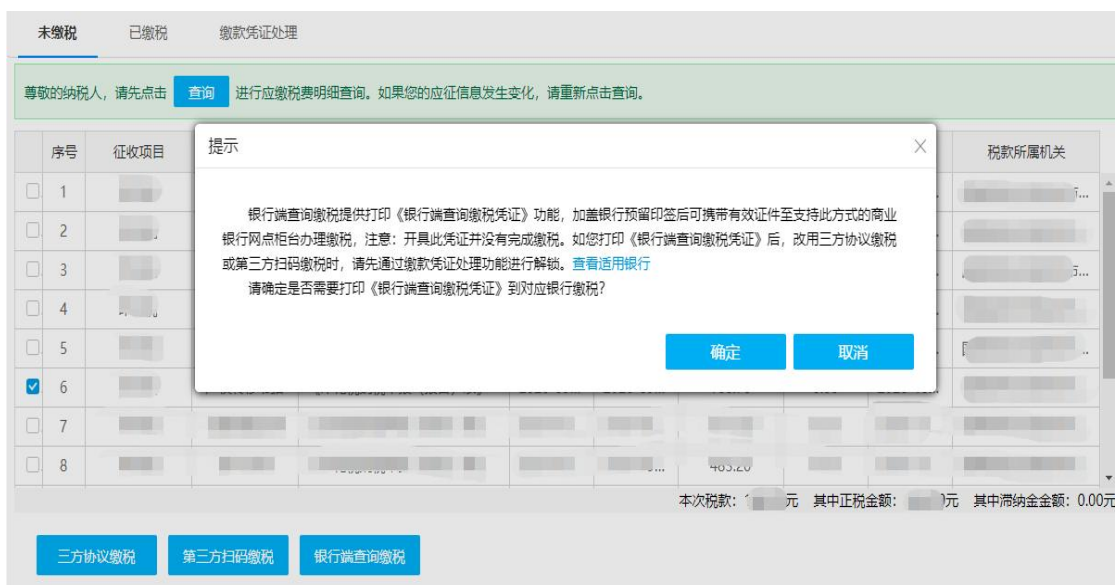 未缴税 已缴税 缴款凭证处理
尊敬的纳税人，请先点击 查询 进行应缴税费明细查询。如果您的应征信息发生变化，请重新点击查询。
序号 征收项目 税款所属机关
提示
银行端查询缴税提供打印《银行端查询缴税凭证》功能，加盖银行预留印签后可携带有效证件至支持此方式的商业
银行网点柜台办理缴税，注意：开具此凭证并没有完成缴税。如您打印《银行端查询缴税凭证》后，改用三方协议缴税
或第三方扫码缴税时，请先通过缴款凭证处理功能进行解锁。查看适用银行
请确定是否需要打印《银行端查询缴税凭证》到对应银行缴税？
确定 取消
1
2
3
4
5
6
7
8
本次税款： 元 其中正税金额： 元 其中滞纳金金额：0.00元
三方协议缴税 第三方扫码缴税 银行端查询缴税